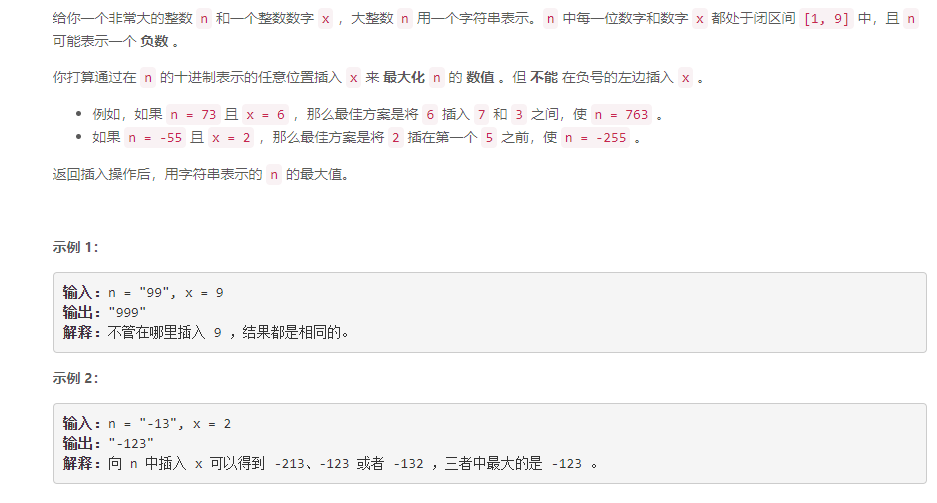 给你一个非常大的整数 n 和一个整数数字 x ，大整数 n 用一个字符串表示。n 中每一位数字和数字 x 都处于闭区间 [1, 9] 中，且 n
可能表示一个 负数 。
你打算通过在 n 的十进制表示的任意位置插入 x 来 最大化 n 的 数值 。但 不能 在负号的左边插入 x 。
• 例如，如果 n = 73 且 x = 6 ，那么最佳方案是将 6 插入 7 和 3 之间，使 n = 763 。
• 如果 n = -55 且 x = 2 ，那么最佳方案是将 2 插在第一个 5 之前，使 n = -255 。
返回插入操作后，用字符串表示的 n 的最大值。
示例 1：
输入：n = "99", x = 9
输出："999"
解释：不管在哪里插入 9 ，结果都是相同的。
示例 2：
输入：n = "-13", x = 2
输出："-123"
解释：向 n 中插入 x 可以得到 -213、-123 或者 -132 ，三者中最大的是 -123 。